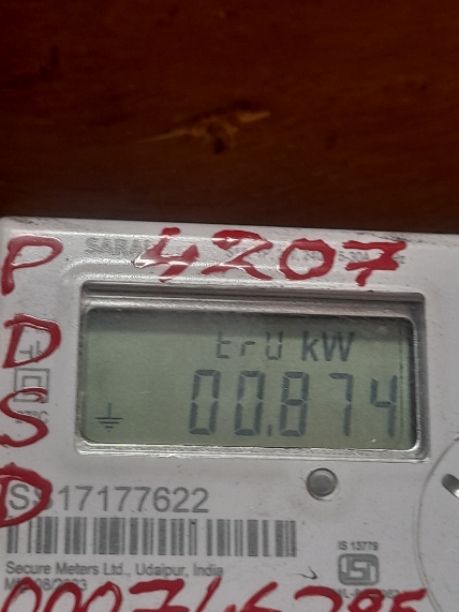 P 4207
D
trU kW
00.874
S
D
SS17177622
IS 13779
Secure Meters Ltd., Udaipur, India